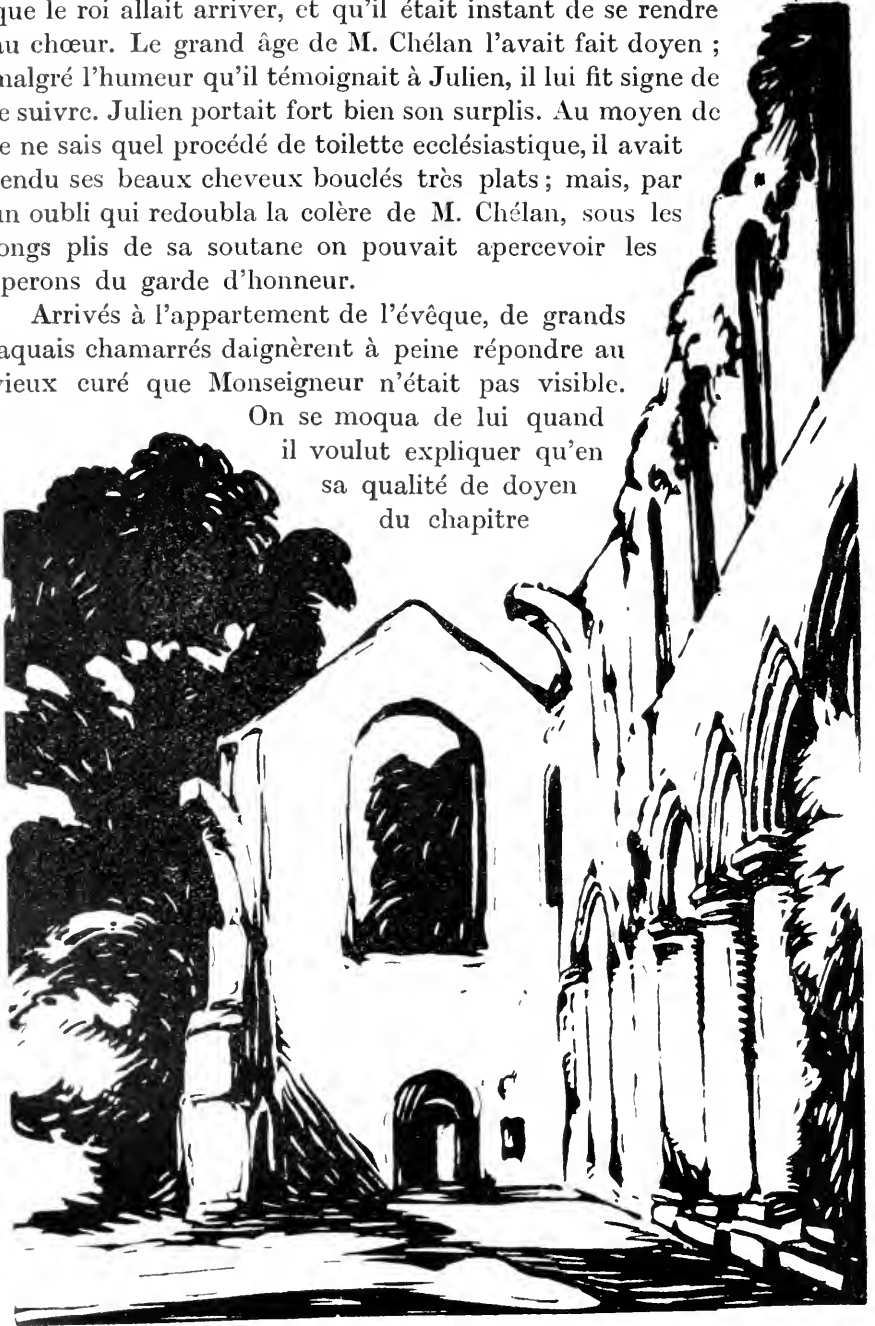 que le roi allait arriver, et qu'il était instant de se rendre
au chœur. Le grand âge de M. Chélan l'avait fait doyen ;
malgré l'humeur qu'il témoignait à Julien, il lui fit signe de
e suivre. Julien portait fort bien son surplis. Au moyen de
e ne sais quel procédé de toilette ecclésiastique, il avait
endu ses beaux cheveux bouclés très plats ; mais, par
un oubli qui redoubla la colère de M. Chélan, sous les
ongs plis de sa soutane on pouvait apercevoir les
perons du garde d'honneur.
Arrivés à l'appartement de l'évêque, de grands
aquais chamarrés daignèrent à peine répondre au
vieux curé que Monseigneur n'était pas visible.
On se moqua de lui quand
il voulut expliquer qu'en
sa qualité de doyen
du chapitre